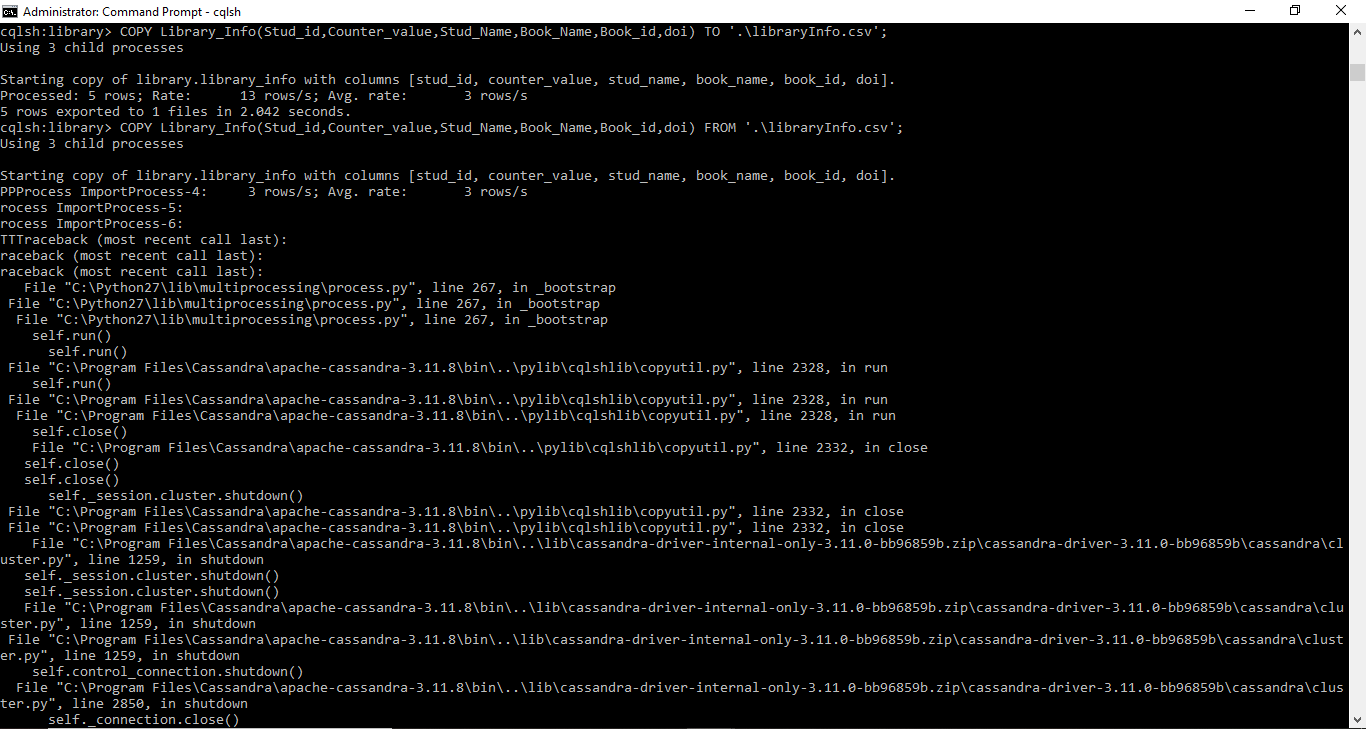 Administrator: Command Prompt - cqlsh
cqlsh:library> COPY Library_Info(Stud_id,Counter_value,Stud_Name,Book_Name,Book_id,doi) TO '.\libraryInfo.csv';
Using 3 child processes
Starting copy of library.library_info with columns [stud_id, counter_value, stud_name, book_name, book_id, doi].
Processed: 5 rows; Rate:      13 rows/s; Avg. rate:       3 rows/s
5 rows exported to 1 files in 2.042 seconds.
cqlsh:library> COPY Library_Info(Stud_id,Counter_value,Stud_Name,Book_Name,Book_id,doi) FROM '.\libraryInfo.csv';
Using 3 child processes
Starting copy of library.library_info with columns [stud_id, counter_value, stud_name, book_name, book_id, doi].
PPProcess ImportProcess-4:     3 rows/s; Avg. rate:       3 rows/s
rocess ImportProcess-5:
rocess ImportProcess-6:
TTTraceback (most recent call last):
raceback (most recent call last):
raceback (most recent call last):
   File "C:\Python27\lib\multiprocessing\process.py", line 267, in _bootstrap
 File "C:\Python27\lib\multiprocessing\process.py", line 267, in _bootstrap
  File "C:\Python27\lib\multiprocessing\process.py", line 267, in _bootstrap
    self.run()
      self.run()
 File "C:\Program Files\Cassandra\apache-cassandra-3.11.8\bin\..\pylib\cqlshlib\copyutil.py", line 2328, in run
    self.run()
 File "C:\Program Files\Cassandra\apache-cassandra-3.11.8\bin\..\pylib\cqlshlib\copyutil.py", line 2328, in run
  File "C:\Program Files\Cassandra\apache-cassandra-3.11.8\bin\..\pylib\cqlshlib\copyutil.py", line 2328, in run
    self.close()
    File "C:\Program Files\Cassandra\apache-cassandra-3.11.8\bin\..\pylib\cqlshlib\copyutil.py", line 2332, in close
   self.close()
   self.close()
      self._session.cluster.shutdown()
 File "C:\Program Files\Cassandra\apache-cassandra-3.11.8\bin\..\pylib\cqlshlib\copyutil.py", line 2332, in close
 File "C:\Program Files\Cassandra\apache-cassandra-3.11.8\bin\..\pylib\cqlshlib\copyutil.py", line 2332, in close
    File "C:\Program Files\Cassandra\apache-cassandra-3.11.8\bin\..\lib\cassandra-driver-internal-only-3.11.0-bb96859b.zip\cassandra-driver-3.11.0-bb96859b\cassandra\cl
uster.py", line 1259, in shutdown
   self._session.cluster.shutdown()
   self._session.cluster.shutdown()
   File "C:\Program Files\Cassandra\apache-cassandra-3.11.8\bin\..\lib\cassandra-driver-internal-only-3.11.0-bb96859b.zip\cassandra-driver-3.11.0-bb96859b\cassandra\clu
ster.py", line 1259, in shutdown
 File "C:\Program Files\Cassandra\apache-cassandra-3.11.8\bin\..\lib\cassandra-driver-internal-only-3.11.0-bb96859b.zip\cassandra-driver-3.11.0-bb96859b\cassandra\clust
er.py", line 1259, in shutdown
    self.control_connection.shutdown()
  File "C:\Program Files\Cassandra\apache-cassandra-3.11.8\bin\..\lib\cassandra-driver-internal-only-3.11.0-bb96859b.zip\cassandra-driver-3.11.0-bb96859b\cassandra\clus
ter.py", line 2850, in shutdown
      self._connection.close()